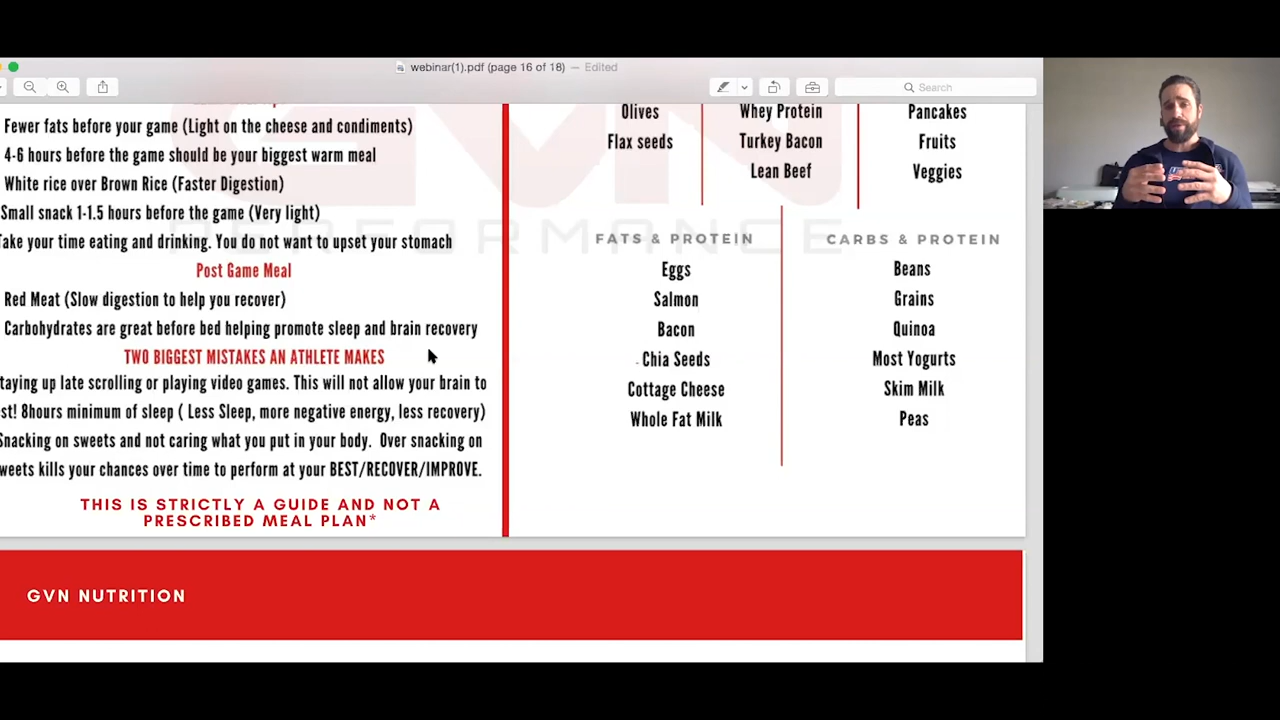 webinar(1).pdf (page 16 of 18) — Edited
Search
GVN
PERFORMANCE
Fewer fats before your game (Light on the cheese and condiments)
4-6 hours before the game should be your biggest warm meal
White rice over Brown Rice (Faster Digestion)
Small snack 1-1.5 hours before the game (Very light)
Take your time eating and drinking. You do not want to upset your stomach
Post Game Meal
Red Meat (Slow digestion to help you recover)
Carbohydrates are great before bed helping promote sleep and brain recovery
TWO BIGGEST MISTAKES AN ATHLETE MAKES
taying up late scrolling or playing video games. This will not allow your brain to
st! 8hours minimum of sleep ( Less Sleep, more negative energy, less recovery)
Snacking on sweets and not caring what you put in your body. Over snacking on
weets kills your chances over time to perform at your BEST/RECOVER/IMPROVE.
THIS IS STRICTLY A GUIDE AND NOT A
PRESCRIBED MEAL PLAN*
Olives
Flax seeds
Whey Protein
Turkey Bacon
Lean Beef
Pancakes
Fruits
Veggies
FATS & PROTEIN
Eggs
Salmon
Bacon
Chia Seeds
Cottage Cheese
Whole Fat Milk
CARBS & PROTEIN
Beans
Grains
Quinoa
Most Yogurts
Skim Milk
Peas
GVN NUTRITION